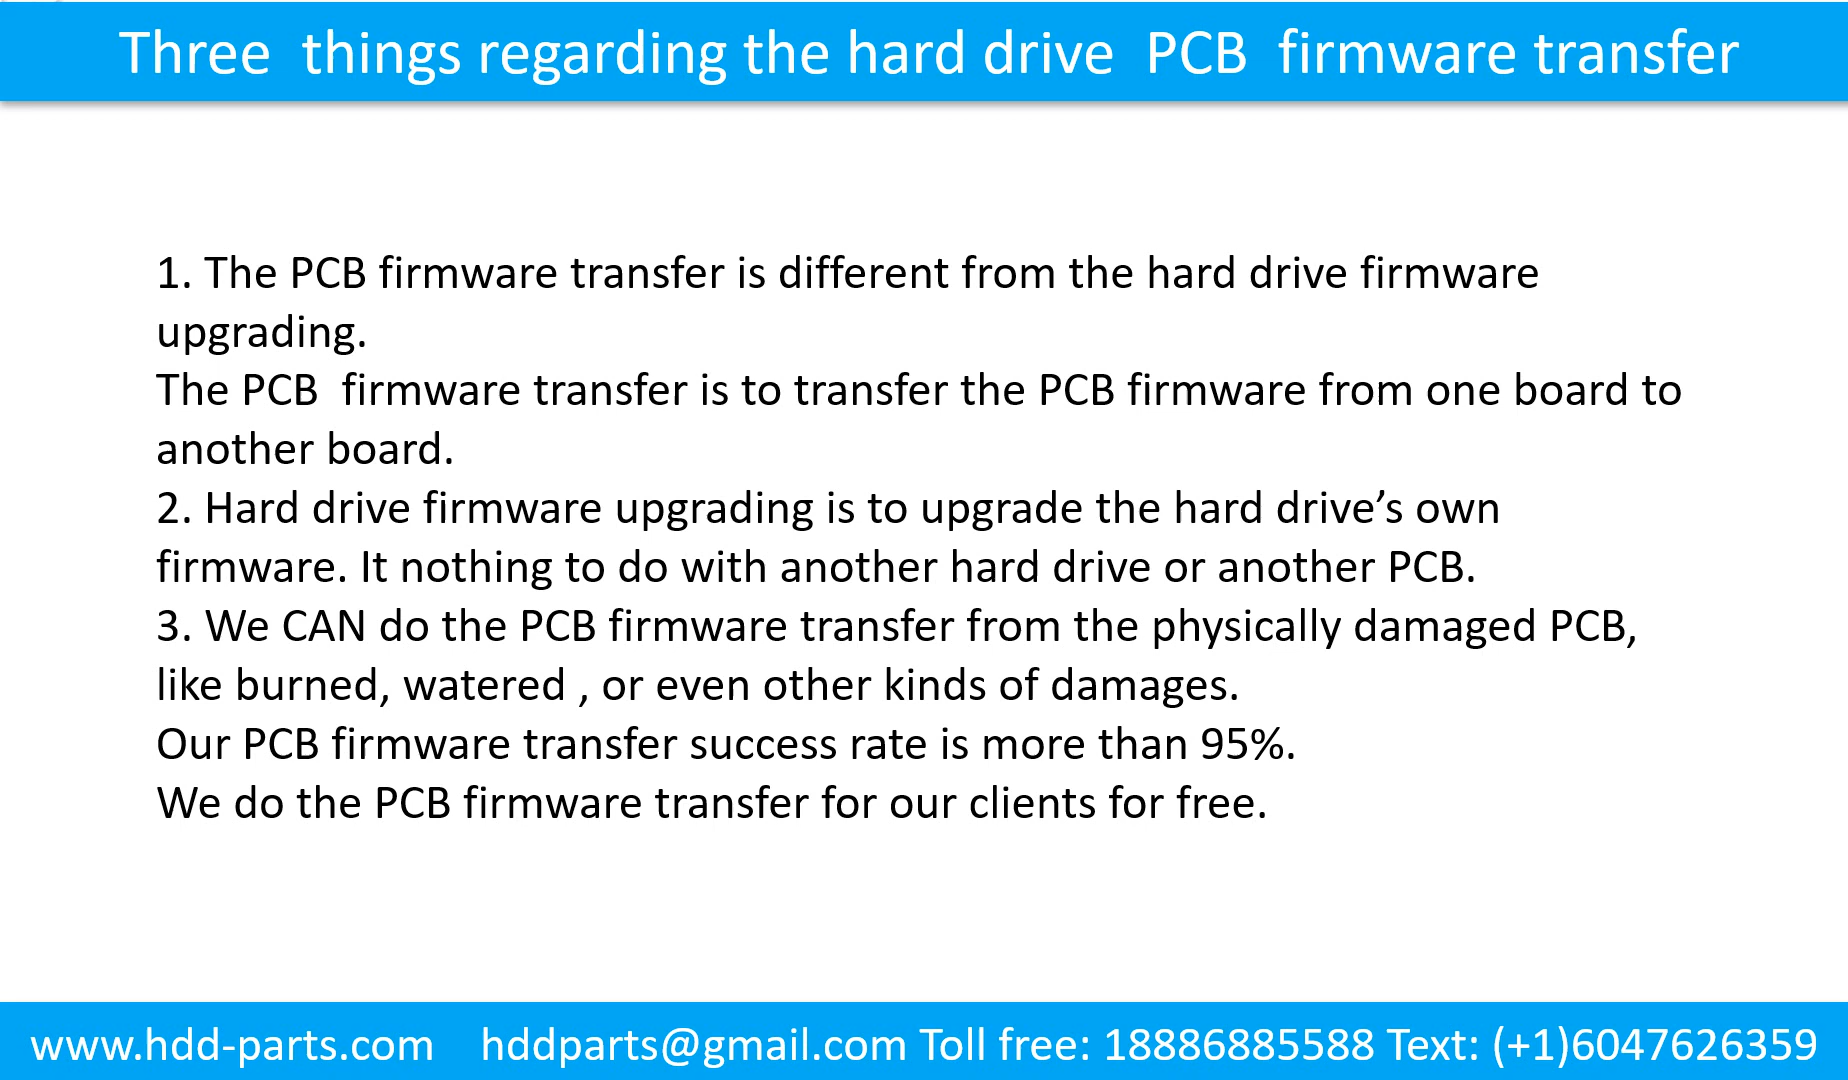 Three things regarding the hard drive PCB firmware transfer
1. The PCB firmware transfer is different from the hard drive firmware
upgrading.
The PCB firmware transfer is to transfer the PCB firmware from one board to
another board.
2. Hard drive firmware upgrading is to upgrade the hard drive’s own
firmware. It nothing to do with another hard drive or another PCB.
3. We CAN do the PCB firmware transfer from the physically damaged PCB,
like burned, watered , or even other kinds of damages.
Our PCB firmware transfer success rate is more than 95%.
We do the PCB firmware transfer for our clients for free.
www.hdd-parts.com hddparts@gmail.com Toll free: 18886885588 Text: (+1)6047626359